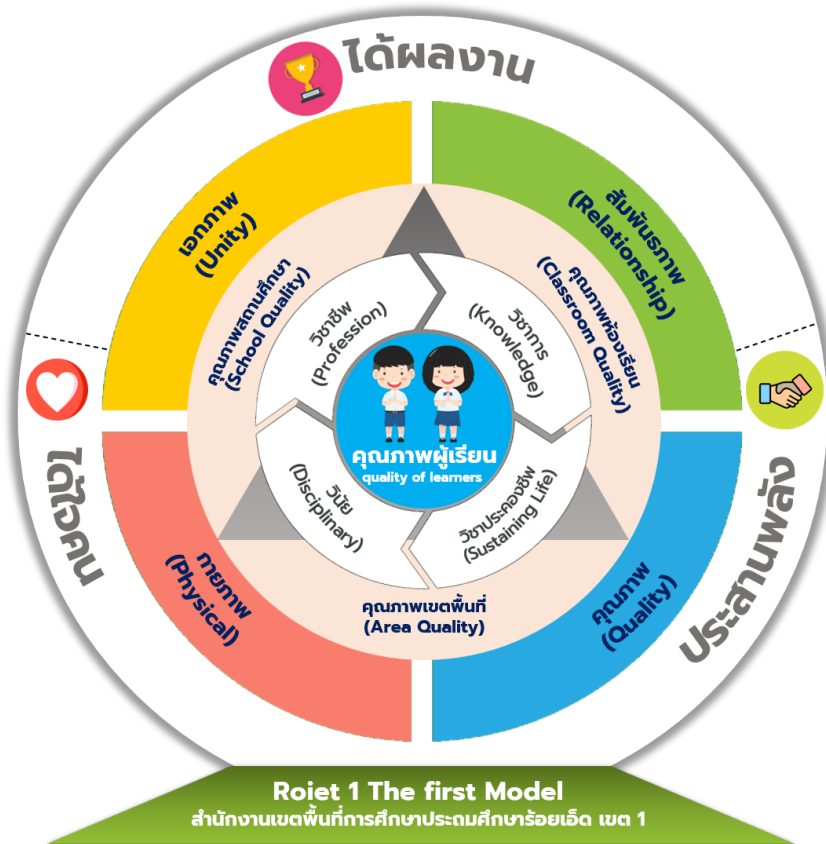 ได้ผลงาน
เอกภาพ
(Unity)
สัมพันธภาพ
(Relationship)
คุณภาพสถานศึกษา
(School Quality)
คุณภาพห้องเรียน
(Classroom Quality)
วิชาชีพ
(Profession)
วิชาการ
(Knowledge)
คุณภาพผู้เรียน
quality of learners
วินัย
(Disciplinary)
วิชาประคองชีพ
(Sustaining Life)
ได้ใจคน
ประสานพลัง
กายภาพ
(Physical)
คุณภาพเขตพื้นที่
(Area Quality)
คุณภาพ
(Quality)
Roiet 1 The first Model
สำนักงานเขตพื้นที่การศึกษาประถมศึกษาร้อยเอ็ด เขต 1